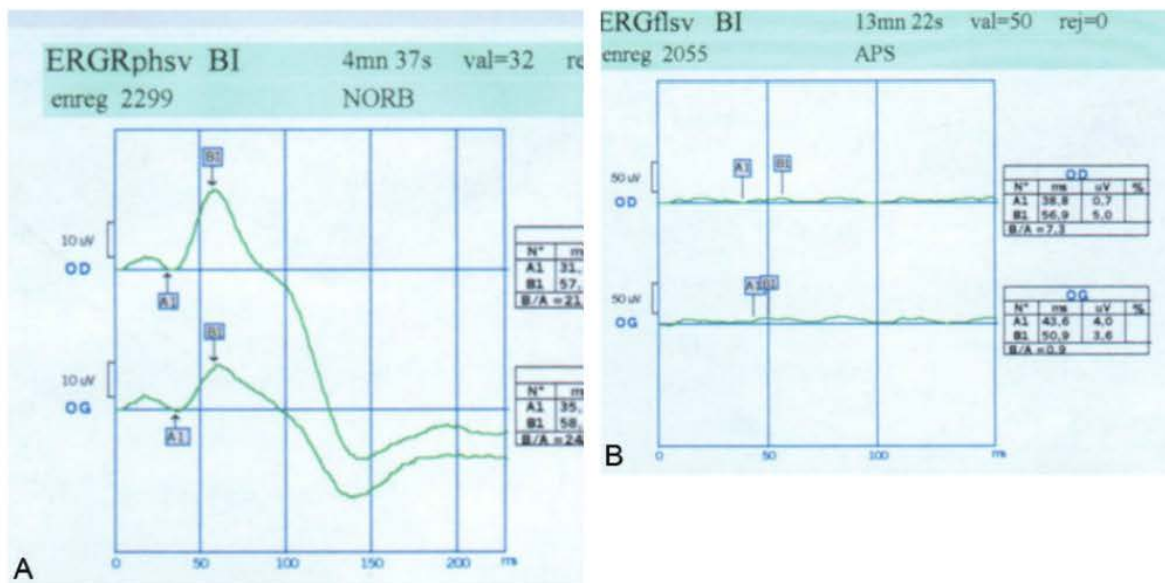 ERGRphsv BI 4mn 37s val=32 re
enreg 2299 NORB
B1
10 uV
OD
A1
B1
10 uV
OG
A1
N° m
A1 31,
B1 57,
B/A =21
N° m
A1 35,
B1 58,
B/A =24
0 50 100 150 200 ms
A
ERGflsv BI 13mn 22s val=50 rej=0
enreg 2055 APS
A1 B1
50 uV
OD
A1 B1
50 uV
OG
OD
N° ms uV %
A1 38,8 0.7
B1 56,9 5.0
B/A =7.3
OG
N° ms uV %
A1 43,6 4.0
B1 50,9 3,6
B/A =0.9
0 50 100 ms
B